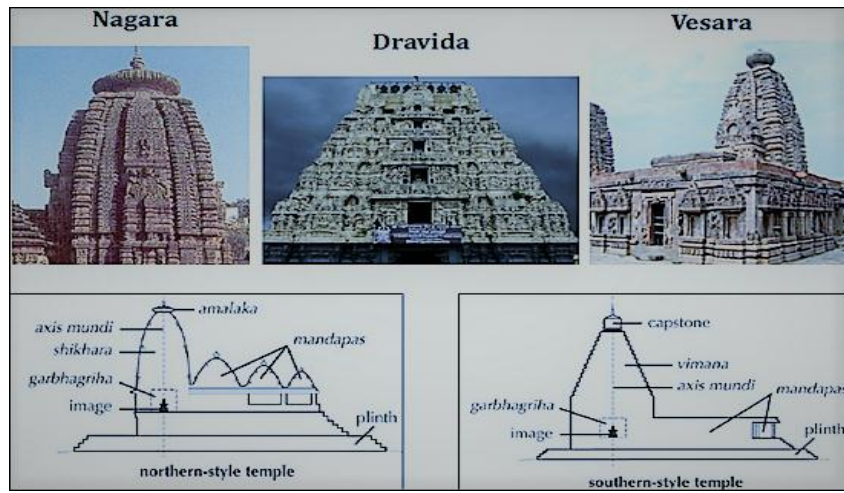 Nagara
Dravida
Vesara
amalaka
axis mundi
shikhara
mandapas
garbhagriha
image
plinth
northern-style temple
capstone
vimana
axis mundi
mandapas
garbhagriha
image
plinth
southern-style temple